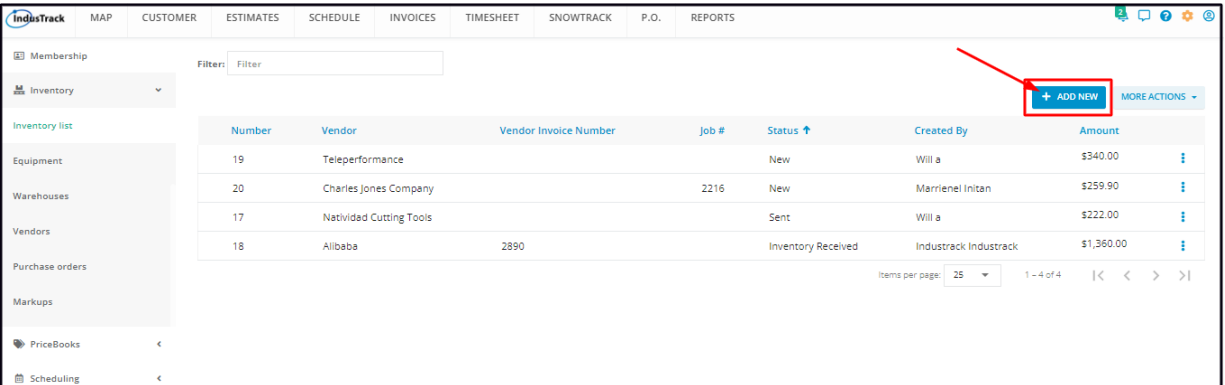 IndusTrack MAP CUSTOMER ESTIMATES SCHEDULE INVOICES TIMESHEET SNOWTRACK P.O. REPORTS 2
Membership
Filter: Filter
Inventory
+ ADD NEW MORE ACTIONS
Inventory list
Number Vendor Vendor Invoice Number Job # Status Created By Amount
Equipment
19 Teleperformance New Will a $340.00
20 Charles Jones Company 2216 New Marrienel Initan $259.90
Warehouses
17 Natividad Cutting Tools Sent Will a $222.00
Vendors
18 Alibaba 2890 Inventory Received Industrack Industrack $1,360.00
Purchase orders
Items per page: 25 1 – 4 of 4
Markups
PriceBooks
Scheduling